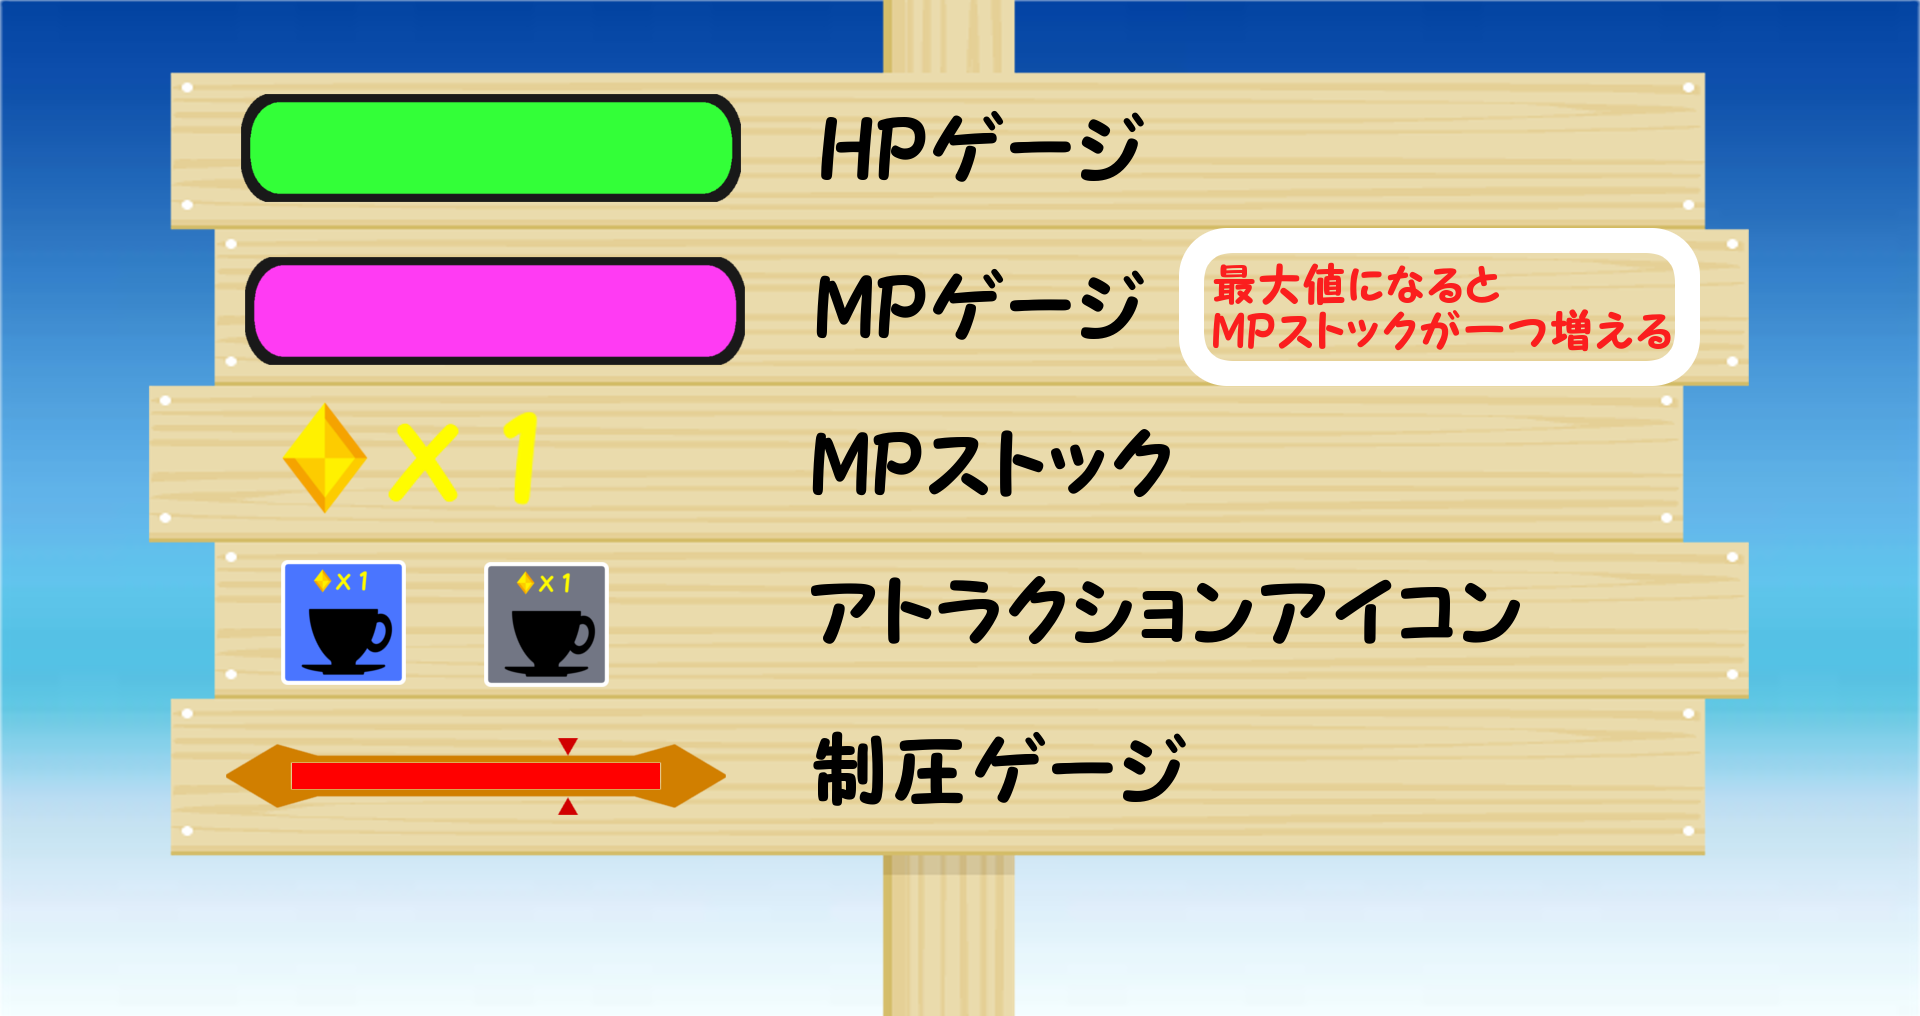 HPゲージ
MPゲージ
最大値になると
MPストックが一つ増える
x 1
MPストック
x 1
x 1
アトラクションアイコン
制圧ゲージ